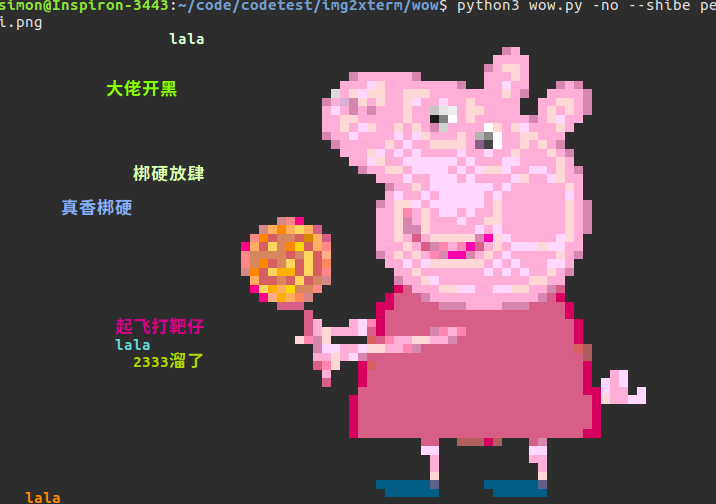 simon@Inspiron-3443:~/code/codetest/img2xterm/wow$ python3 wow.py -no --shibe pe
i.png
lala
大佬开黑
梆硬放肆
真香梆硬
起飞打靶仔
lala
2333溜了
lala